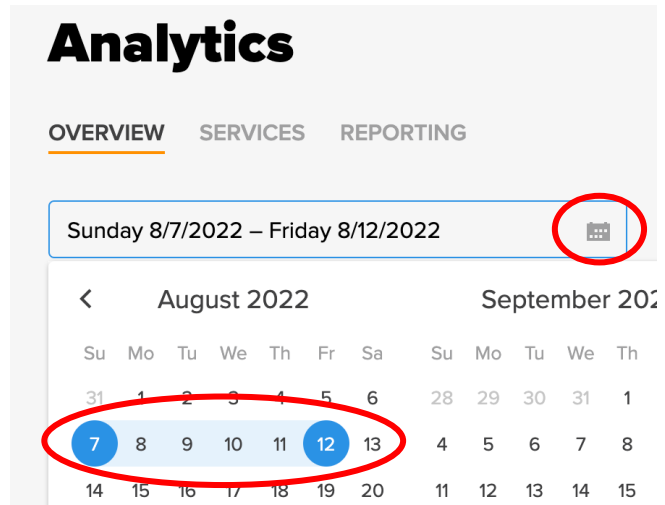 Analytics
OVERVIEW SERVICES REPORTING
Sunday 8/7/2022 – Friday 8/12/2022
August 2022 September 202
Su Mo Tu We Th Fr Sa Su Mo Tu We Th
31 1 2 3 4 5 6 28 29 30 31 1
7 8 9 10 11 12 13 4 5 6 7 8
14 15 16 17 18 19 20 11 12 13 14 15